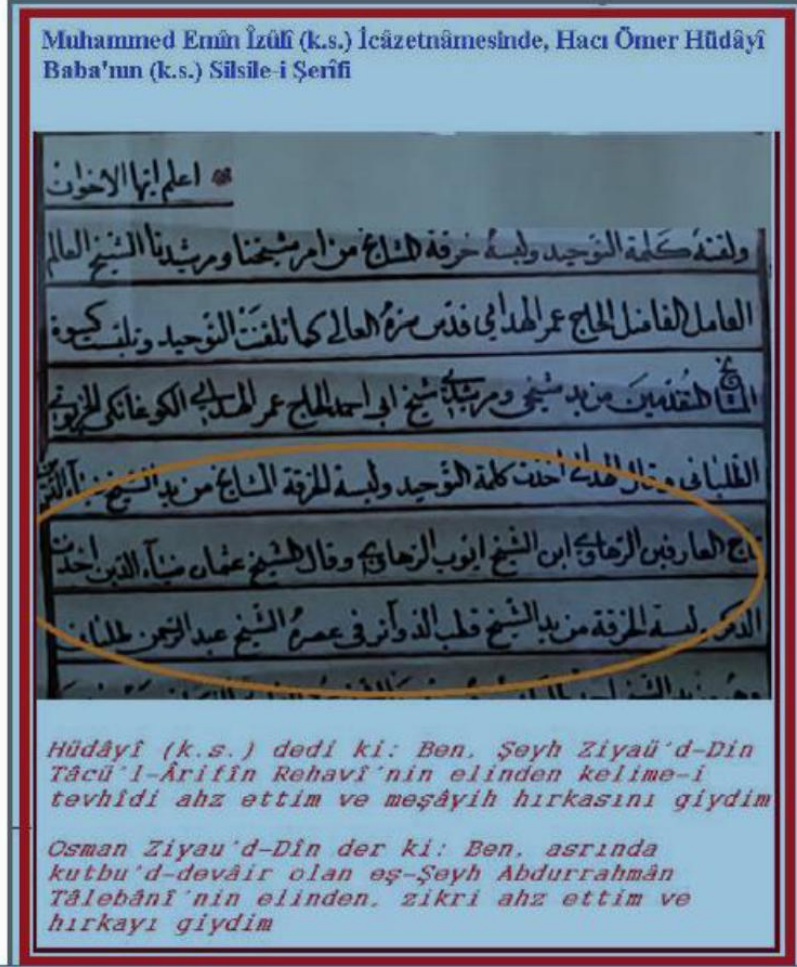 Muhammed Emîn Îzûlî (k.s.) İcâzetnâmesinde, Hacı Ömer Hüdâyî
Baba'nın (k.s.) Silsile-i Şerîfi
اعلم ايها الاخوان
ولقنه كلمة التوحيد ولبسه خرقة المشايخ من امر شيخنا ومرشدنا الشيخ العالم
العامل الفاضل الحاج عمر الهدايي قدس سره العالي كما تلقنت التوحيد وتلبست كسوة
المشايخ المتقدمين من يد شيخي ومرشدي شيخ ابي احمد الحاج عمر الهدايي
وقال الهدائي اخذت كلمة التوحيد ولبسة الخرقة المشايخ من يد الشيخ
تاج العارفين الرهاوي ابن الشيخ ايوب الرهاوي وقال الشيخ عثمان ضياء الدين اخذت
الذكر ولبسة الخرقة من يد الشيخ قطب الدوائر في عصره الشيخ عبد الرحمن
Hüdâyî (k.s.) dedi ki: Ben, Şeyh Ziyaü'd-Din
Tâcü'l-Ârifîn Rehavî'nin elinden kelime-i
tevhîdi ahz ettim ve meşâyih hırkasını giydim
Osman Ziyau'd-Dîn der ki: Ben, asrında
kutbu'd-devâir olan eş-Şeyh Abdurrahmân
Tâlebânî'nin elinden, zikri ahz ettim ve
hırkayı giydim